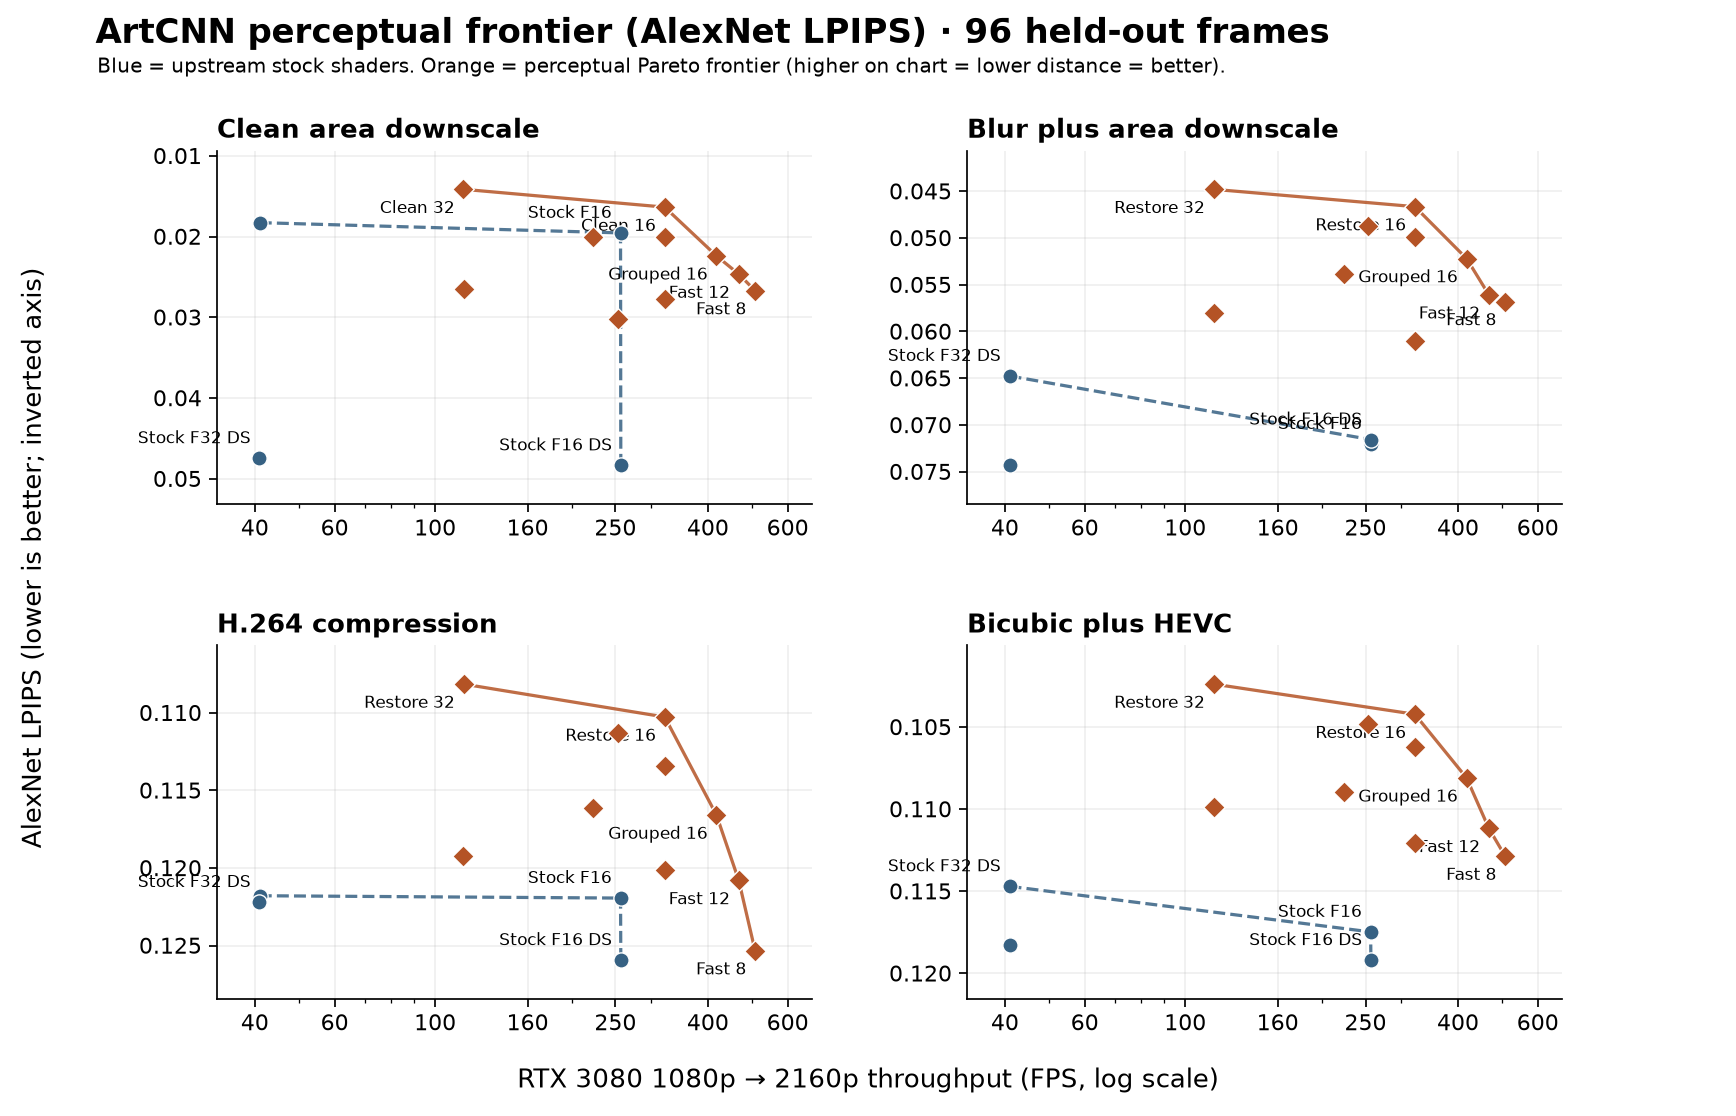 ArtCNN perceptual frontier (AlexNet LPIPS) · 96 held-out frames
Blue = upstream stock shaders. Orange = perceptual Pareto frontier (higher on chart = lower distance = better).
AlexNet LPIPS (lower is better; inverted axis)
Clean area downscale
0.01
0.02
0.03
0.04
0.05
Clean 32
Stock F16
Clean 16
Grouped 16
Fast 12
Fast 8
Stock F32 DS
Stock F16 DS
40 60 100 160 250 400 600
Blur plus area downscale
0.045
0.050
0.055
0.060
0.065
0.070
0.075
Restore 32
Restore 16
Grouped 16
Fast 12
Fast 8
Stock F32 DS
Stock F16 DS
Stock F16
40 60 100 160 250 400 600
H.264 compression
0.110
0.115
0.120
0.125
Restore 32
Restore 16
Grouped 16
Stock F32 DS
Stock F16
Fast 12
Stock F16 DS
Fast 8
40 60 100 160 250 400 600
Bicubic plus HEVC
0.105
0.110
0.115
0.120
Restore 32
Restore 16
Grouped 16
Fast 12
Stock F32 DS
Fast 8
Stock F16
Stock F16 DS
40 60 100 160 250 400 600
RTX 3080 1080p → 2160p throughput (FPS, log scale)